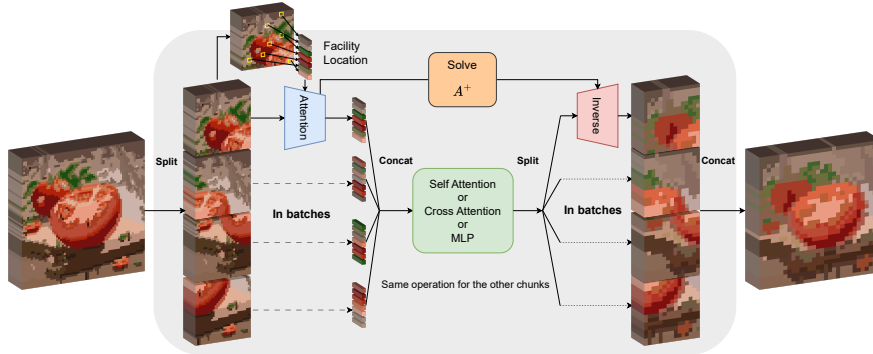 Facility
Location
Solve
A⁺
Attention
Inverse
Split
Concat
Split
Concat
Self Attention
or
Cross Attention
or
MLP
In batches
In batches
Same operation for the other chunks